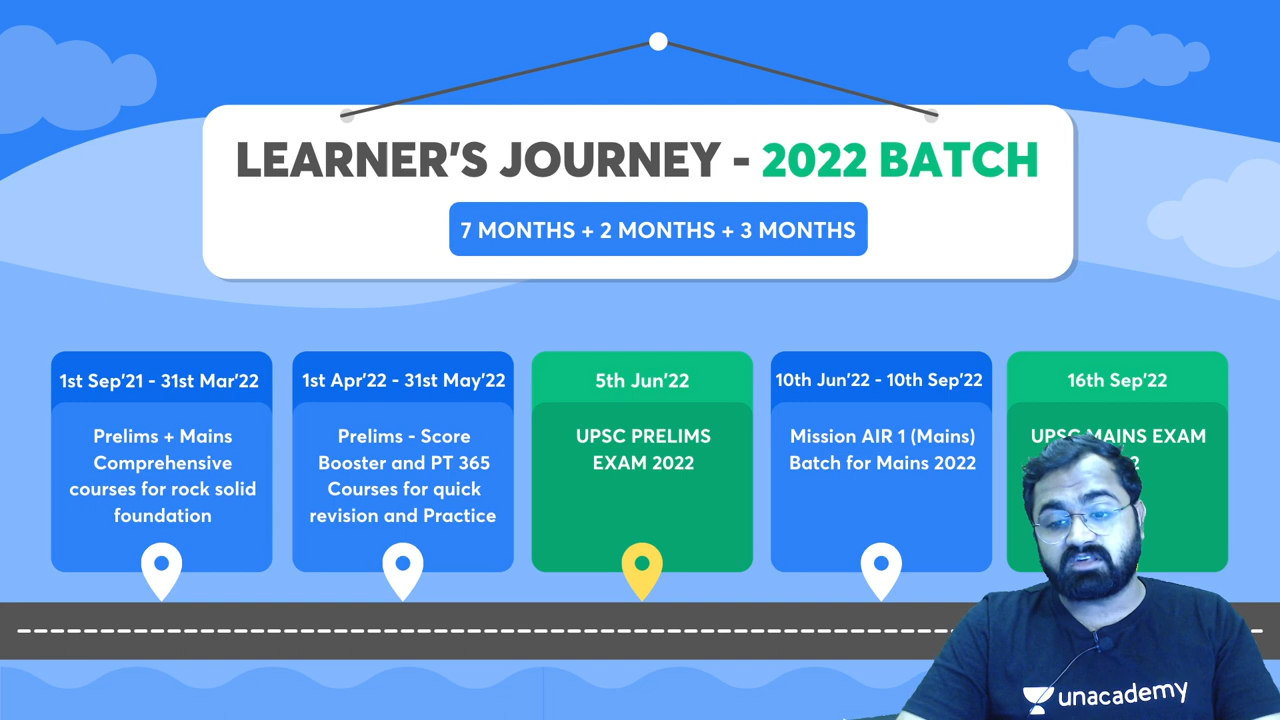 LEARNER'S JOURNEY - 2022 BATCH
7 MONTHS + 2 MONTHS + 3 MONTHS
1st Sep'21 - 31st Mar'22
Prelims + Mains
Comprehensive
courses for rock solid
foundation
1st Apr'22 - 31st May'22
Prelims - Score
Booster and PT 365
Courses for quick
revision and Practice
5th Jun'22
UPSC PRELIMS
EXAM 2022
10th Jun'22 - 10th Sep'22
Mission AIR 1 (Mains)
Batch for Mains 2022
16th Sep'22
UPSC MAINS EXAM
unacademy